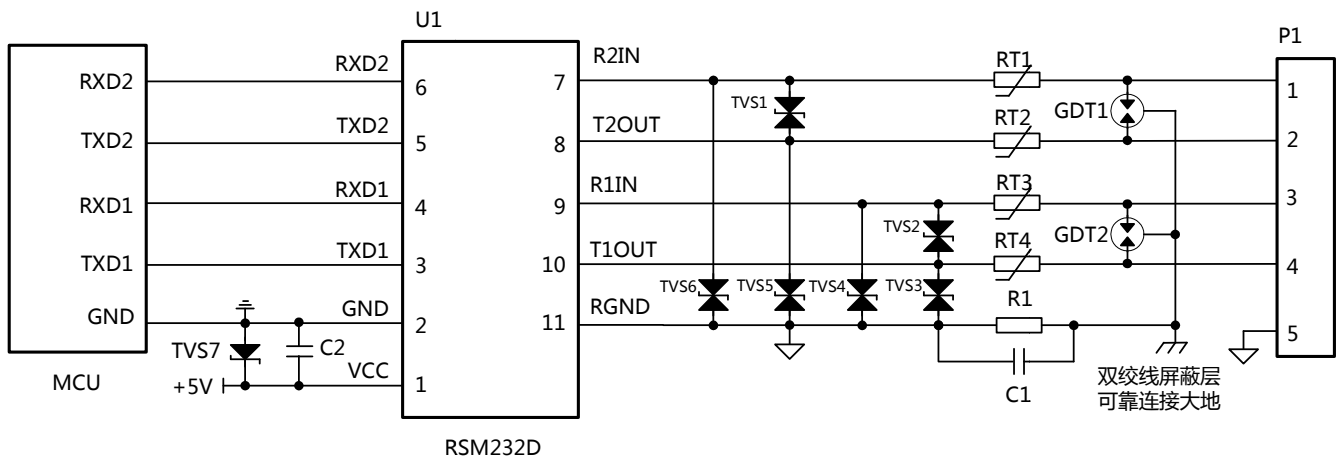 U1
P1
RXD2
RXD2
6
7
R2IN
RT1
1
TVS1
GDT1
TXD2
TXD2
5
8
T2OUT
RT2
2
RXD1
RXD1
4
9
R1IN
RT3
3
TVS2
GDT2
TXD1
TXD1
3
10
T1OUT
RT4
4
TVS6
TVS5
TVS4
TVS3
GND
GND
2
11
RGND
R1
5
TVS7
C2
+5V
VCC
1
C1
MCU
双绞线屏蔽层
可靠连接大地
RSM232D